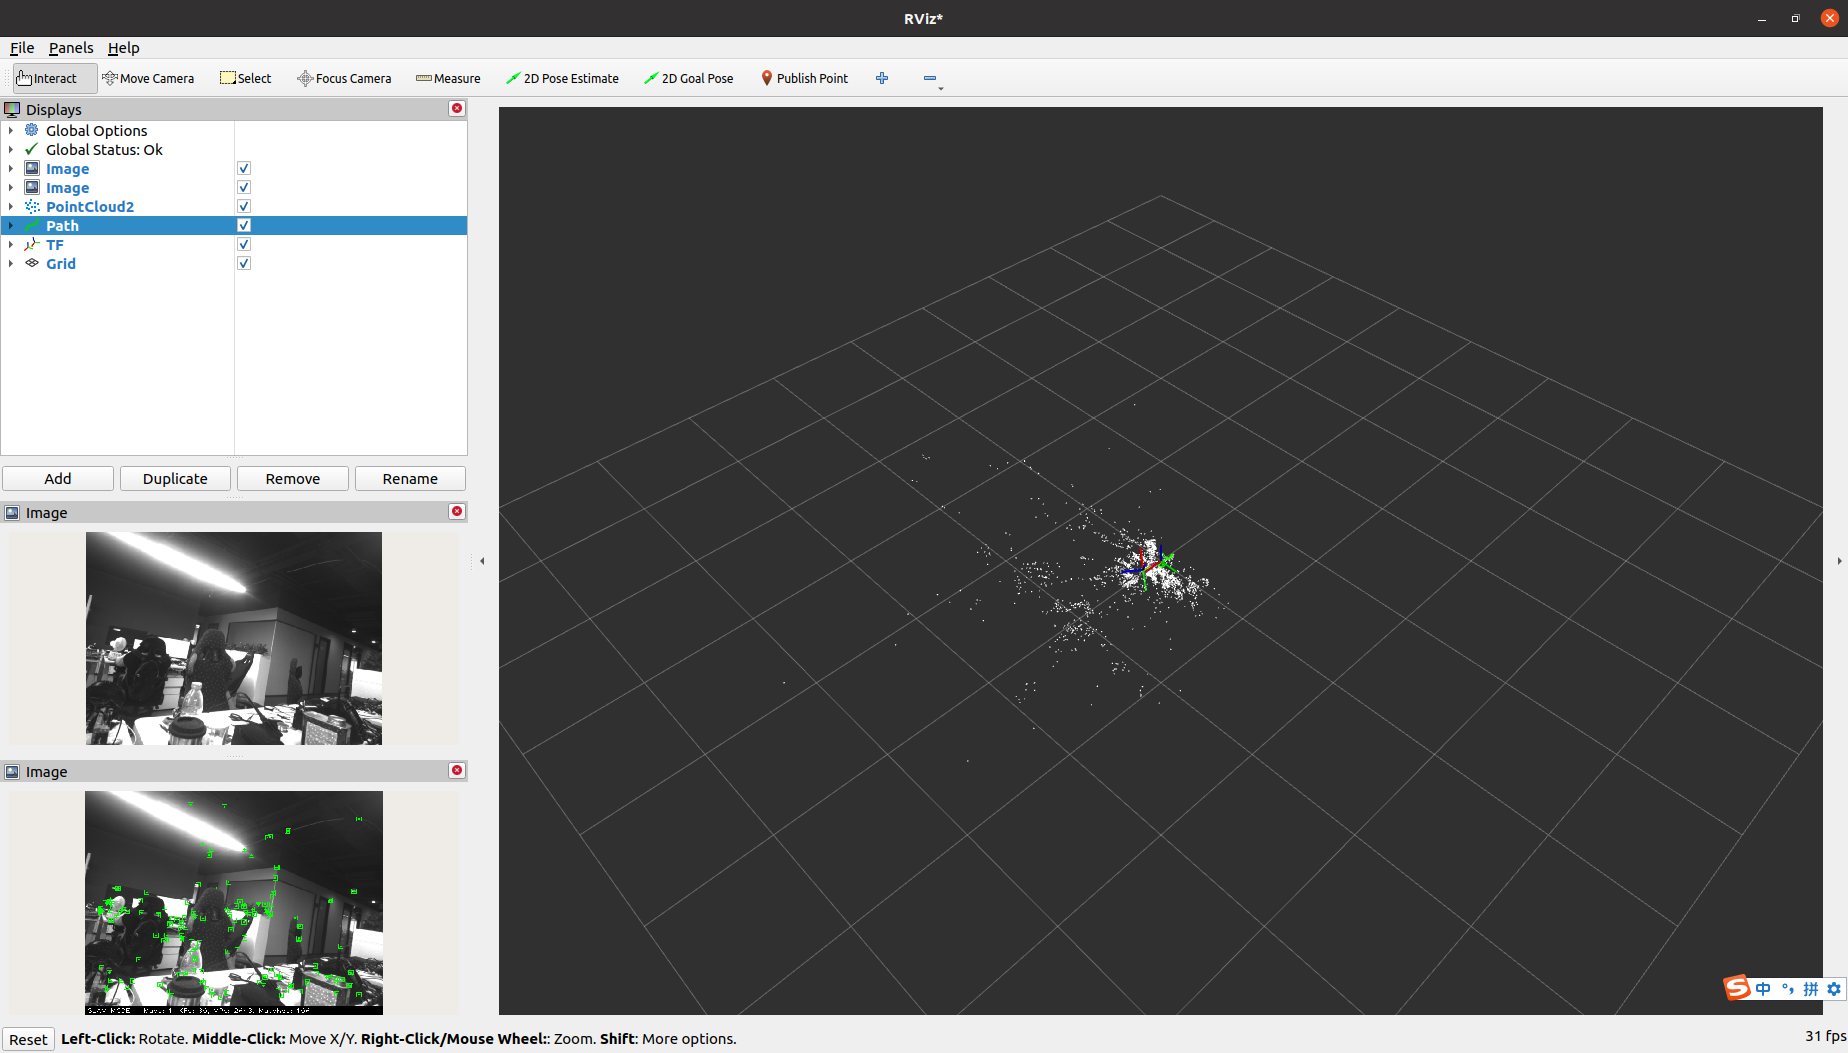 RViz*
File Panels Help
Interact Move Camera Select Focus Camera Measure 2D Pose Estimate 2D Goal Pose Publish Point
Displays
Global Options
Global Status: Ok
Image
Image
PointCloud2
Path
TF
Grid
Add Duplicate Remove Rename
Image
Image
SLAM MODE
中 拼
Reset Left-Click: Rotate. Middle-Click: Move X/Y. Right-Click/Mouse Wheel:: Zoom. Shift: More options. 31 fps